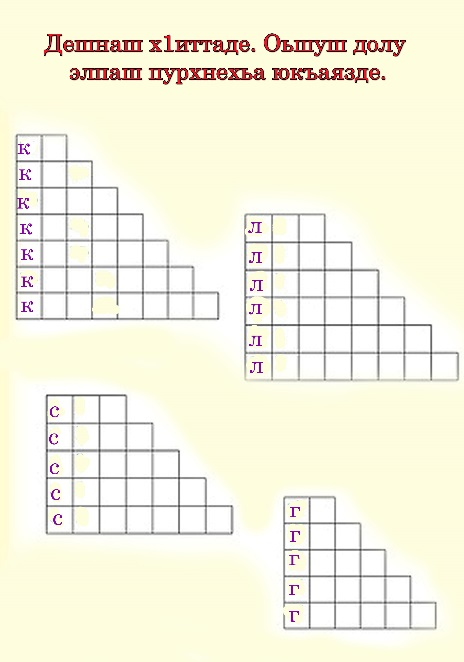 Дешнаш х1иттаде. Оьшуш долу
элпаш пурхнехьа юкъаязде.
к
к
к
к
к
к
к
л
л
л
л
л
л
с
с
с
с
с
г
г
г
г
г